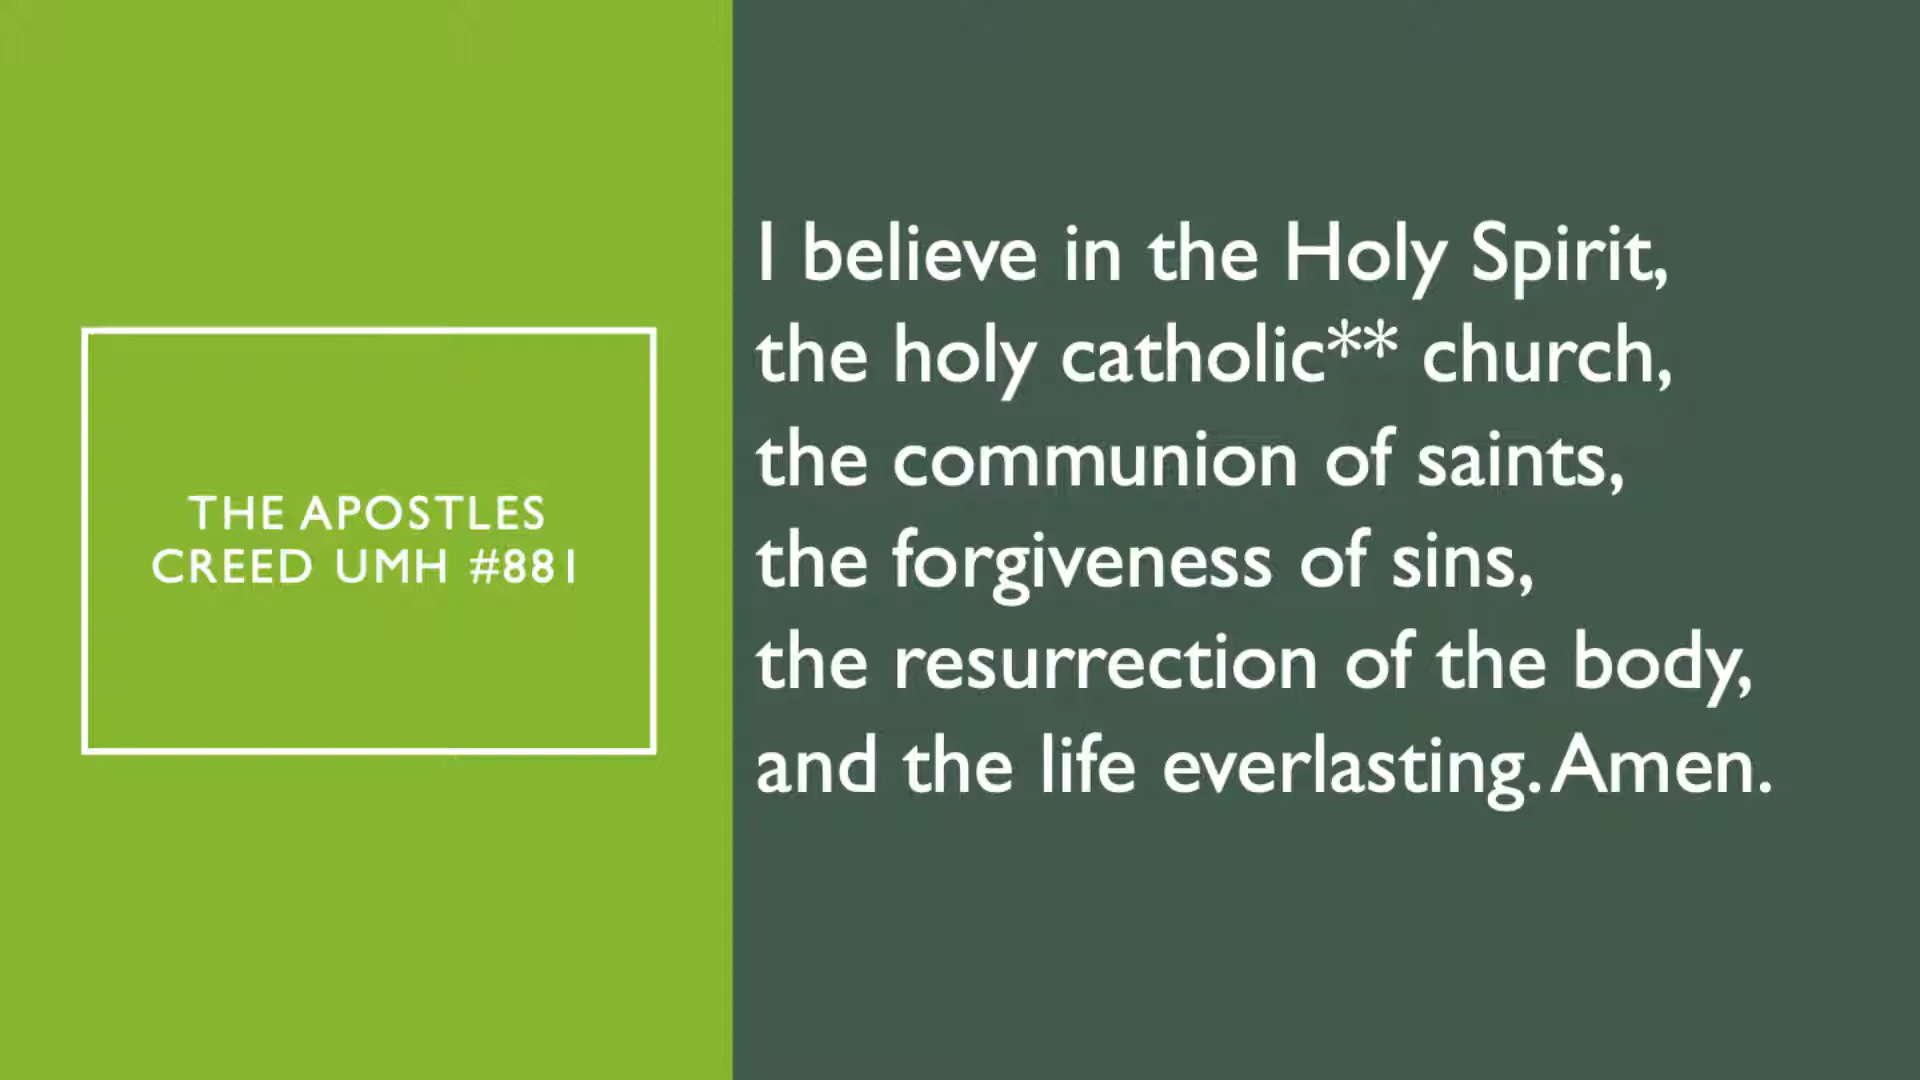 THE APOSTLES
CREED UMH #881
I believe in the Holy Spirit,
the holy catholic** church,
the communion of saints,
the forgiveness of sins,
the resurrection of the body,
and the life everlasting. Amen.